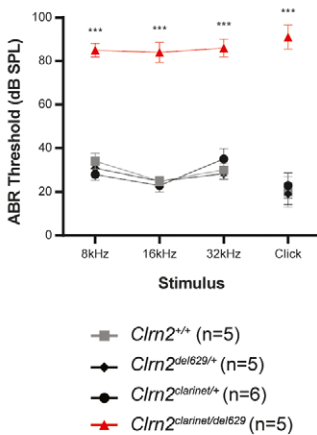 ABR Threshold (dB SPL)
100
80
60
40
20
0
*** *** *** ***
8kHz 16kHz 32kHz Click
Stimulus
Clrn2+/+ (n=5)
Clrn2del629/+ (n=5)
Clrn2clarinet/+ (n=6)
Clrn2clarinet/del629 (n=5)